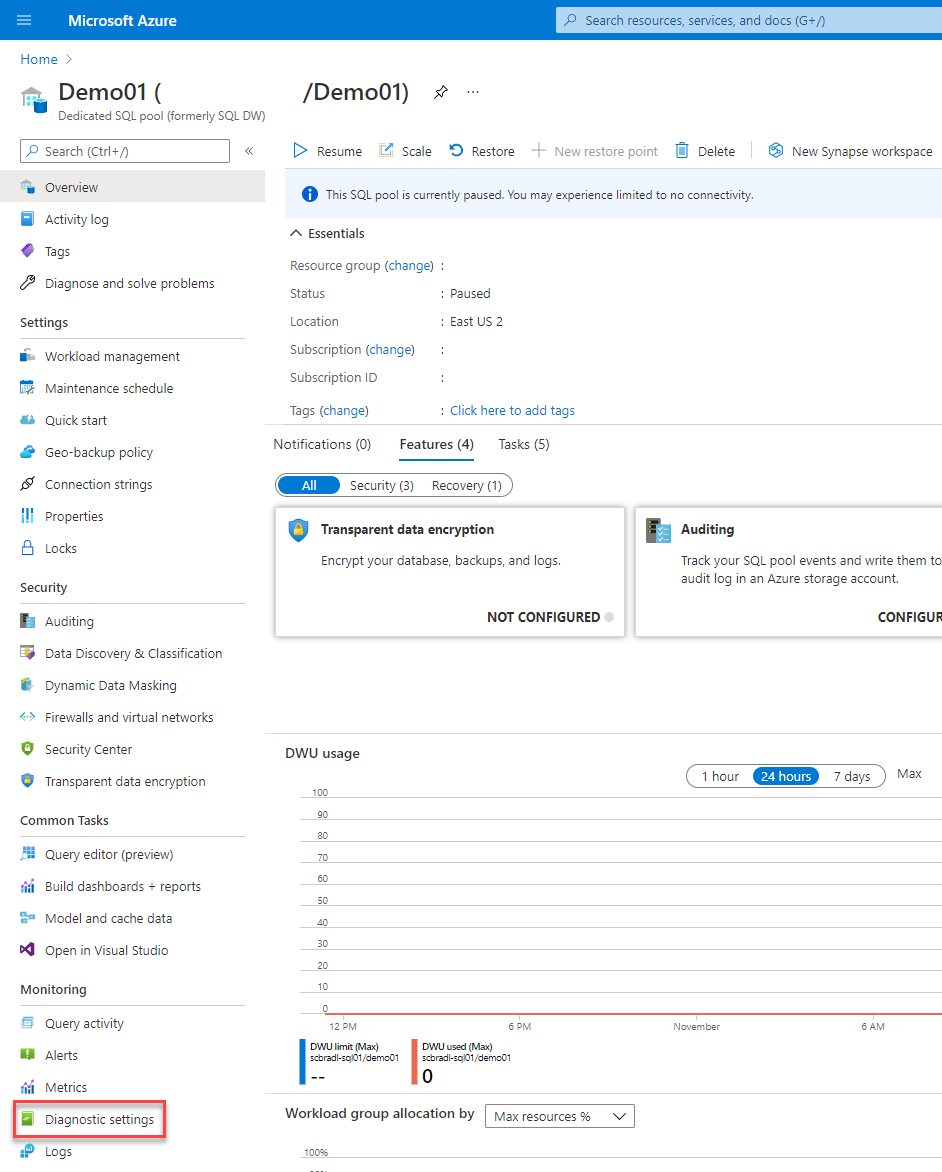 Microsoft Azure
Search resources, services, and docs (G+/)
Home
Demo01 ( /Demo01)
...
Dedicated SQL pool (formerly SQL DW)
Search (Ctrl+/)
«
Resume
Scale
Restore
New restore point
Delete
New Synapse workspace
Overview
Activity log
Tags
Diagnose and solve problems
Settings
Workload management
Maintenance schedule
Quick start
Geo-backup policy
Connection strings
Properties
Locks
Security
Auditing
Data Discovery & Classification
Dynamic Data Masking
Firewalls and virtual networks
Security Center
Transparent data encryption
Common Tasks
Query editor (preview)
Build dashboards + reports
Model and cache data
Open in Visual Studio
Monitoring
Query activity
Alerts
Metrics
Diagnostic settings
Logs
This SQL pool is currently paused. You may experience limited to no connectivity.
Essentials
Resource group (change) :
Status : Paused
Location : East US 2
Subscription (change) :
Subscription ID :
Tags (change) : Click here to add tags
Notifications (0)
Features (4)
Tasks (5)
All
Security (3)
Recovery (1)
Transparent data encryption
Encrypt your database, backups, and logs.
NOT CONFIGURED
Auditing
Track your SQL pool events and write them to
audit log in an Azure storage account.
CONFIGUR
DWU usage
1 hour
24 hours
7 days
Max
100
90
80
70
60
50
40
30
20
10
0
12 PM
6 PM
November
6 AM
DWU limit (Max)
scbradl-sql01/demo01
--
DWU used (Max)
scbradl-sql01/demo01
0
Workload group allocation by
Max resources %
100%